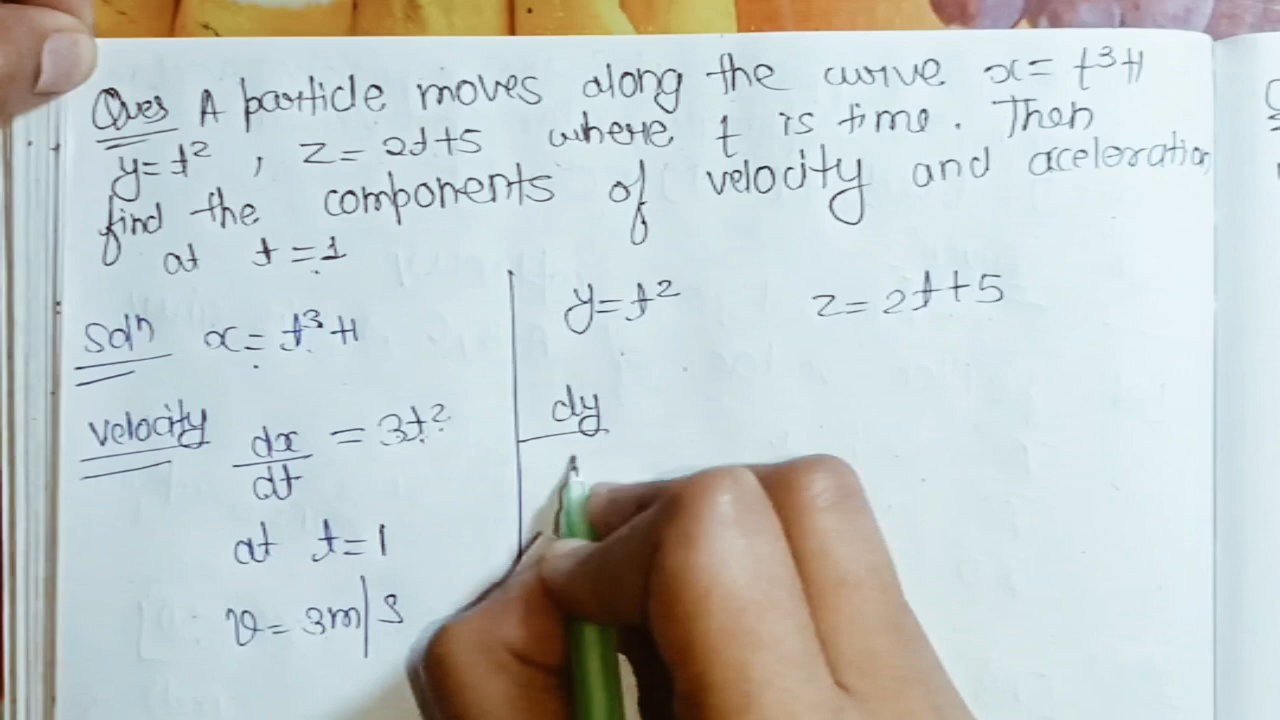 Ques A particle moves along the curve x = t³+1
y=t² , z = 2t+5 where t is time. Then
find the components of velocity and aceleration
at t = 1
Solⁿ x = t³+1
y=t²
z=2t+5
Velocity dx/dt = 3t²
dy
at t=1
v= 3m/s